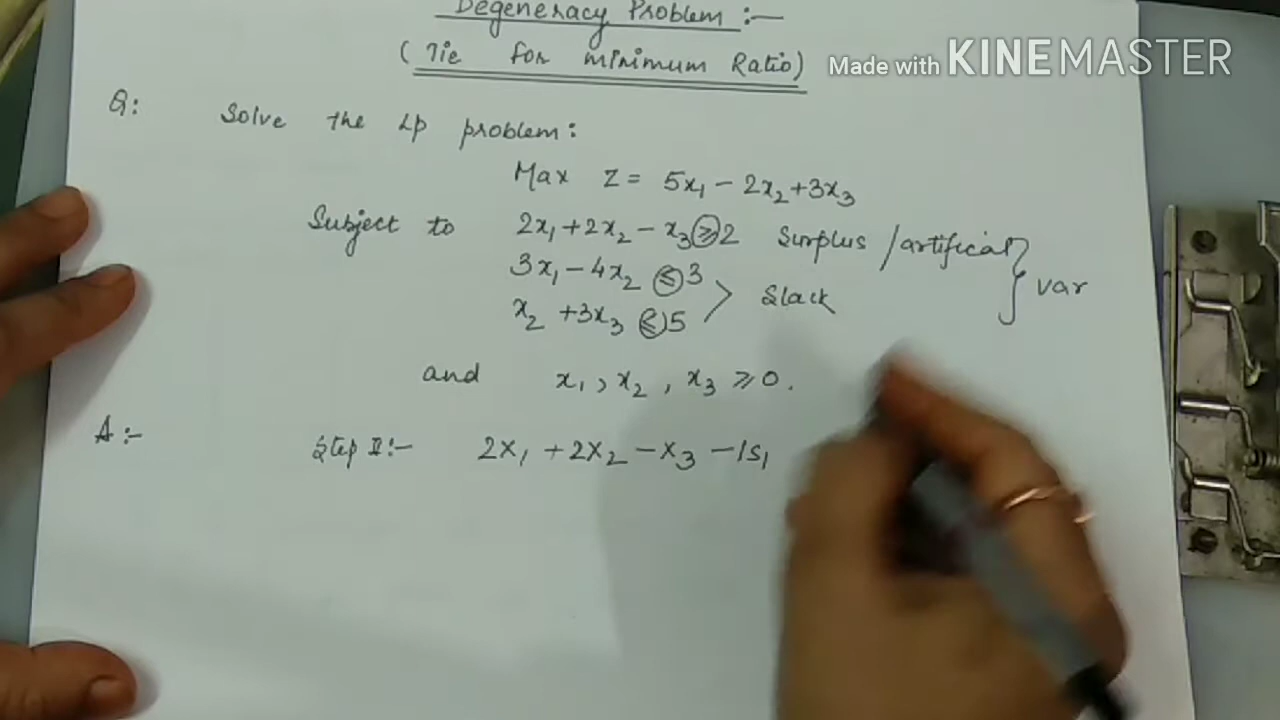 Degeneracy Problem :-
(Tie for minimum Ratio)
Made with KINEMASTER
Q: Solve the LP problem:
Max Z = 5x₁ - 2x₂ + 3x₃
Subject to 2x₁ + 2x₂ - x₃ ≥ 2 Surplus / artifical } var
3x₁ - 4x₂ ≤ 3
> Slack
x₂ + 3x₃ ≤ 5
and x₁, x₂, x₃ ≥ 0.
A:- Step I:- 2x₁ + 2x₂ - x₃ - 1s₁